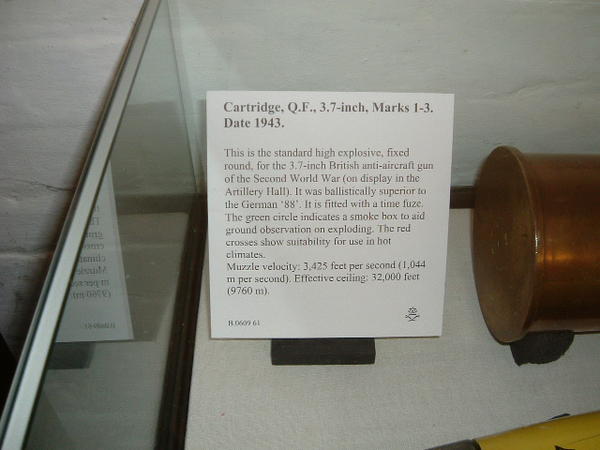 Cartridge, Q.F., 3.7-inch, Marks 1-3.
Date 1943.
This is the standard high explosive, fixed
round, for the 3.7-inch British anti-aircraft gun
of the Second World War (on display in the
Artillery Hall). It was ballistically superior to
the German '88'. It is fitted with a time fuze.
The green circle indicates a smoke box to aid
ground observation on exploding. The red
crosses show suitability for use in hot
climates.
Muzzle velocity: 3,425 feet per second (1,044
m per second). Effective ceiling: 32,000 feet
(9760 m).